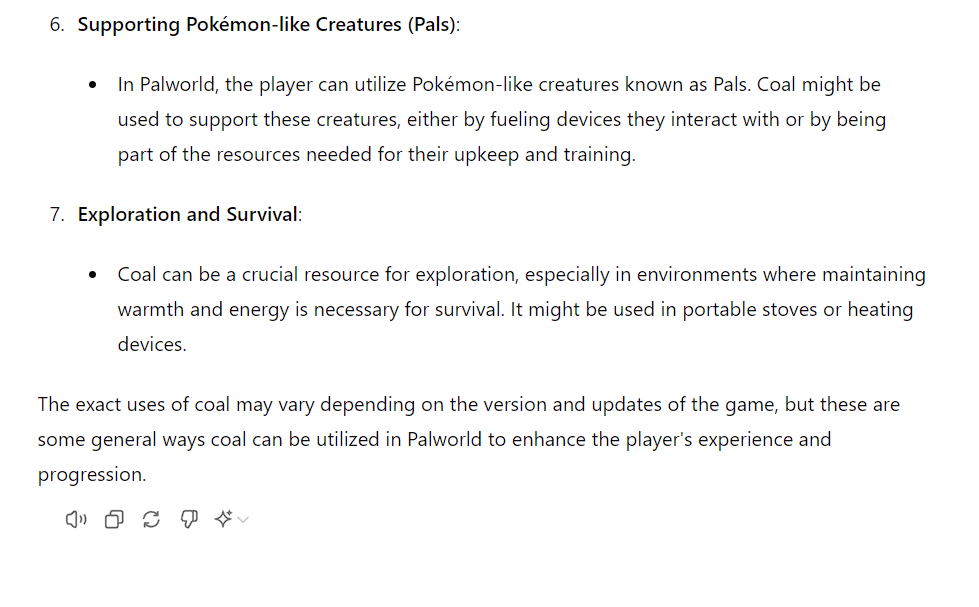 6. Supporting Pokémon-like Creatures (Pals):
• In Palworld, the player can utilize Pokémon-like creatures known as Pals. Coal might be
used to support these creatures, either by fueling devices they interact with or by being
part of the resources needed for their upkeep and training.
7. Exploration and Survival:
• Coal can be a crucial resource for exploration, especially in environments where maintaining
warmth and energy is necessary for survival. It might be used in portable stoves or heating
devices.
The exact uses of coal may vary depending on the version and updates of the game, but these are
some general ways coal can be utilized in Palworld to enhance the player's experience and
progression.